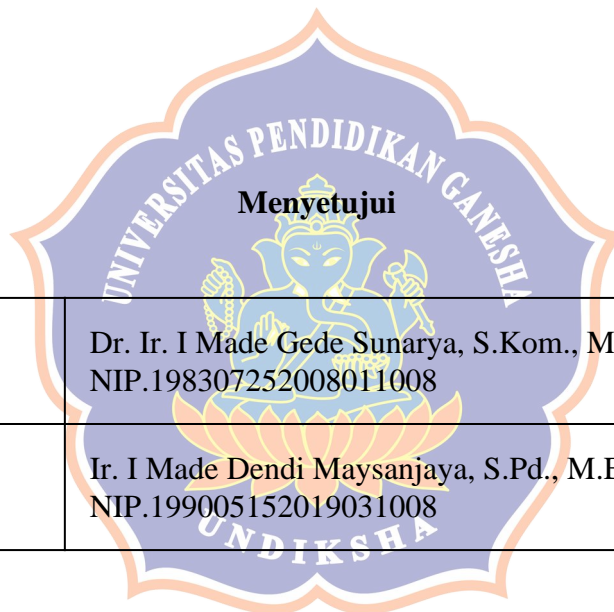 UNIVERSITAS PENDIDIKAN GANESHA
Menyetujui
Dr. Ir. I Made Gede Sunarya, S.Kom., M
NIP.198307252008011008
Ir. I Made Dendi Maysanjaya, S.Pd., M.E
NIP.199005152019031008
UNDIKSHA